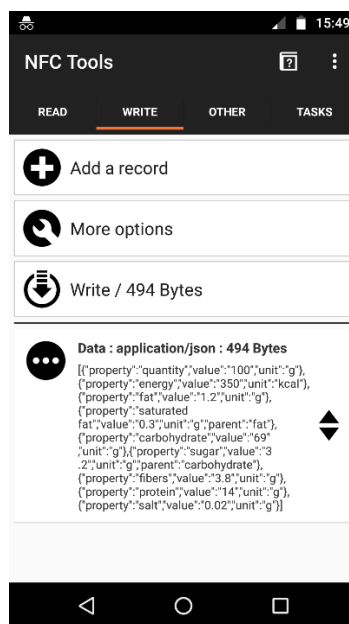 15:49
NFC Tools
READ WRITE OTHER TASKS
Add a record
More options
Write / 494 Bytes
Data : application/json : 494 Bytes
[{"property":"quantity","value":"100","unit":"g"},
{"property":"energy","value":"350","unit":"kcal"},
{"property":"fat","value":"1.2","unit":"g"},
{"property":"saturated
fat","value":"0.3","unit":"g","parent":"fat"},
{"property":"carbohydrate","value":"69"
,"unit":"g"},{"property":"sugar","value":"3
.2","unit":"g","parent":"carbohydrate"},
{"property":"fibers","value":"3.8","unit":"g"},
{"property":"protein","value":"14","unit":"g"},
{"property":"salt","value":"0.02","unit":"g"}]